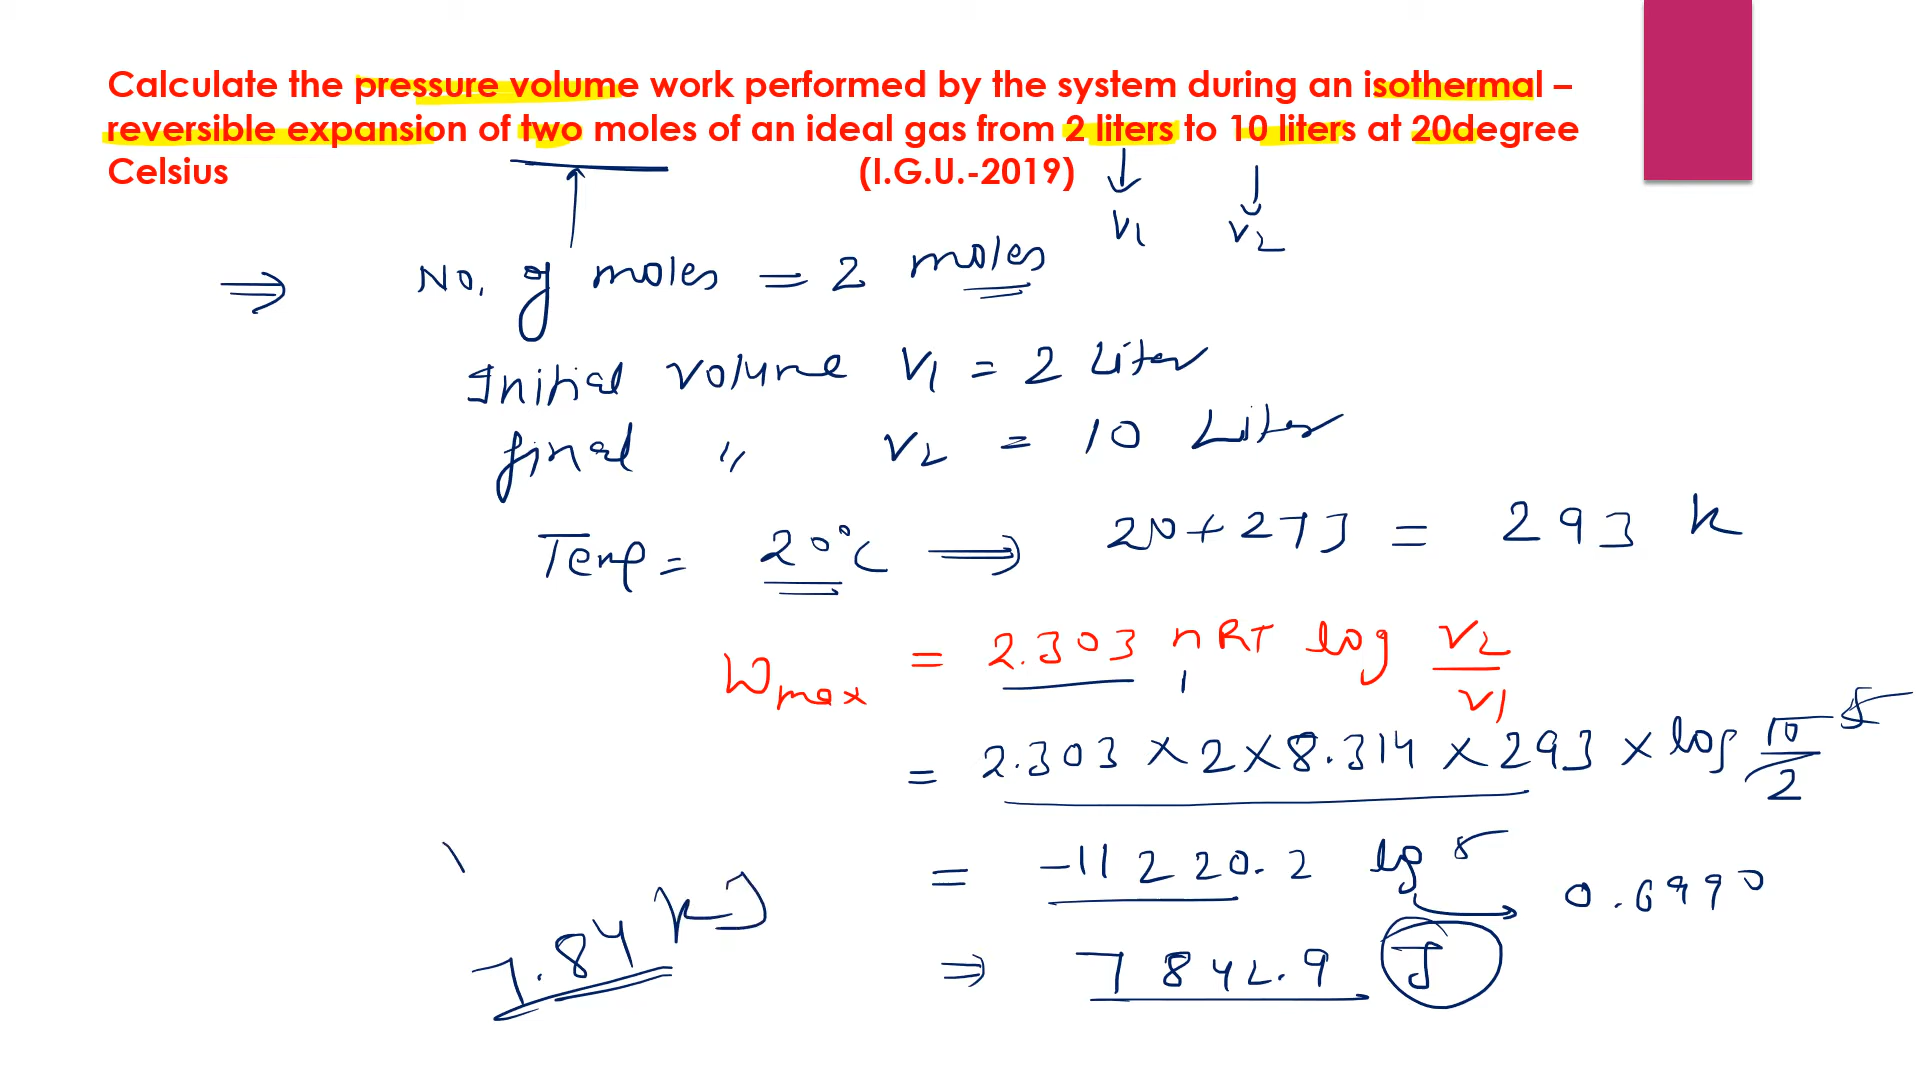 Calculate the pressure volume work performed by the system during an isothermal –
reversible expansion of two moles of an ideal gas from 2 liters to 10 liters at 20degree
Celsius (I.G.U.-2019)
V1 V2
⇒ No. of moles = 2 moles
Initial volume V1 = 2 Liter
final " V2 = 10 Liter
Temp = 20°C ⟹ 20+273 = 293 K
Wmax = 2.303 nRT log V2/V1
= 2.303 × 2 × 8.314 × 293 × log 10/2 5
= -11220.2 log 5 → 0.6990
⇒ 7842.9 J
7.84 KJ